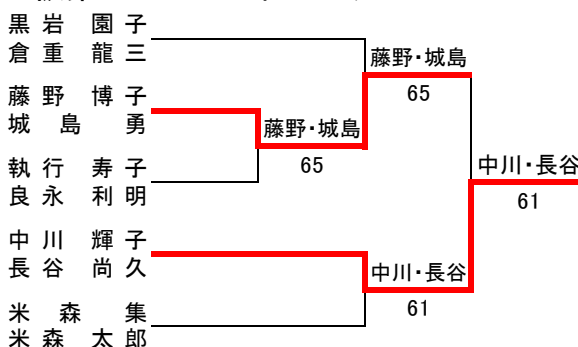 黒岩 園子
倉重 龍三
藤野・城島
65
藤野 博子
城島 勇
藤野・城島
65
執行 寿子
良永 利明
中川・長谷
61
中川 輝子
長谷 尚久
中川・長谷
61
米森 集
米森 太郎